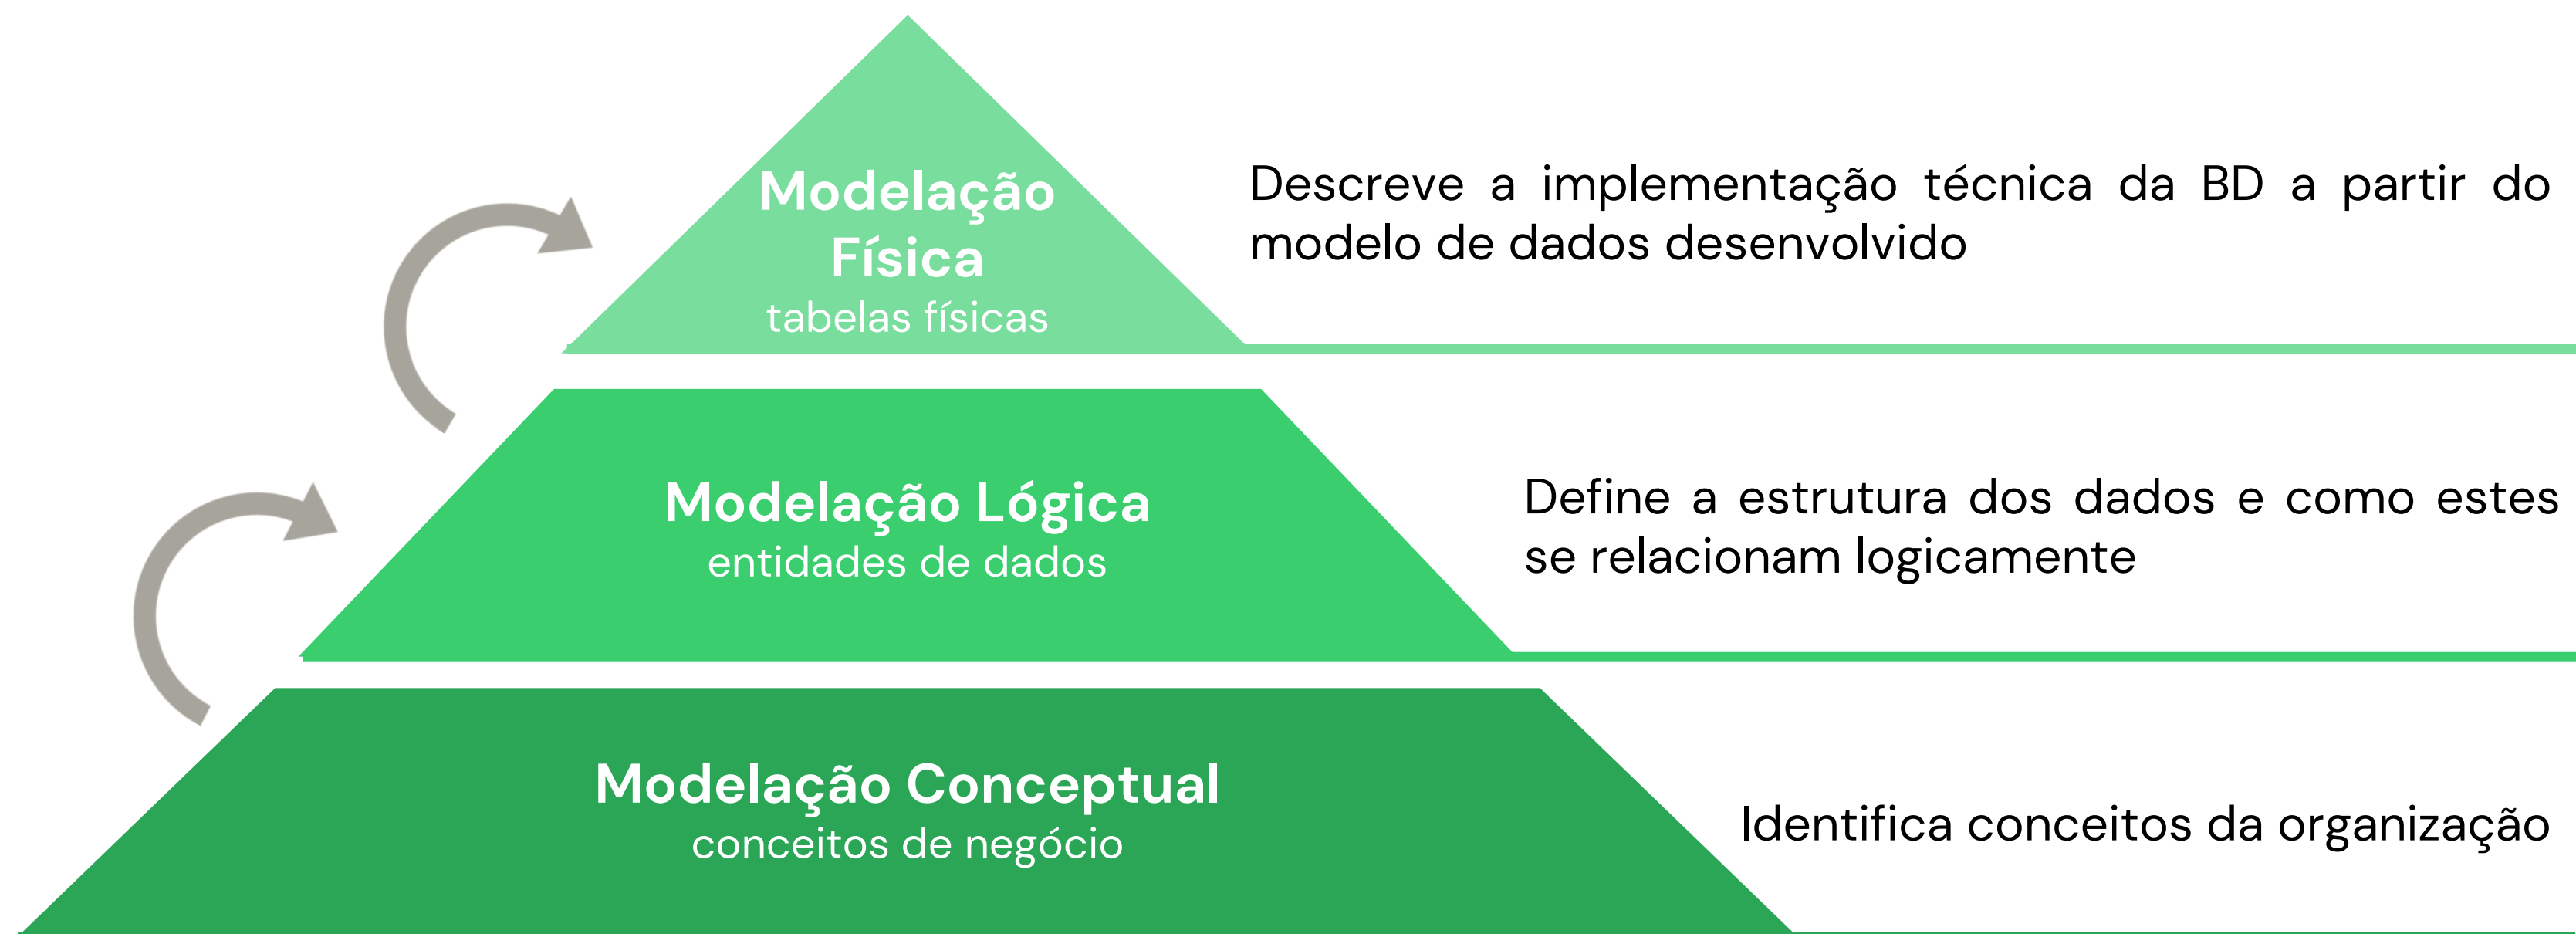 Modelação
Física
tabelas físicas
Descreve a implementação técnica da BD a partir do
modelo de dados desenvolvido
Modelação Lógica
entidades de dados
Define a estrutura dos dados e como estes
se relacionam logicamente
Modelação Conceptual
conceitos de negócio
Identifica conceitos da organização